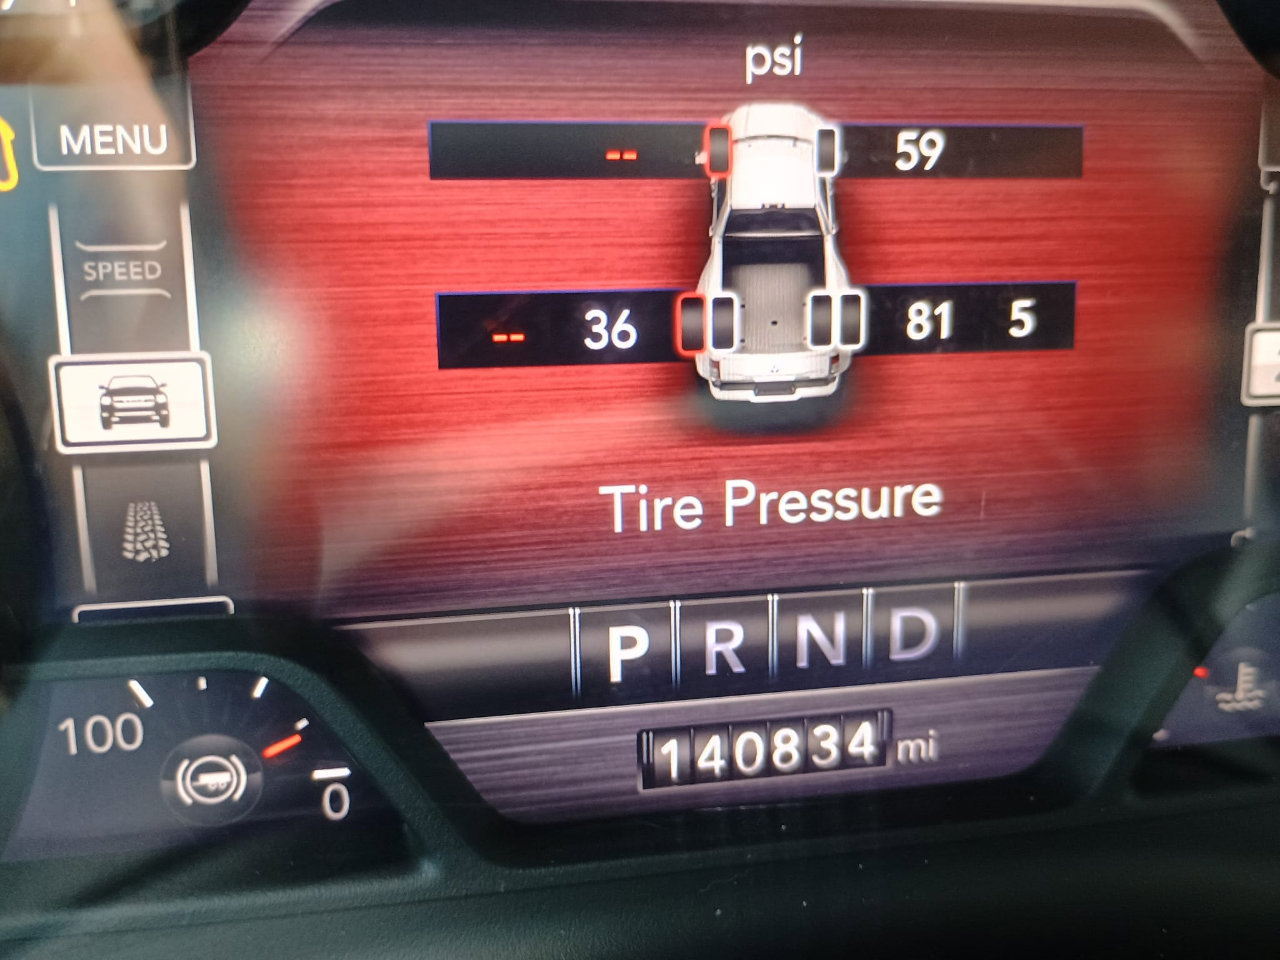 psi
MENU
-- 59
SPEED
-- 36 81 5
Tire Pressure
P R N D
100
0
140834 mi